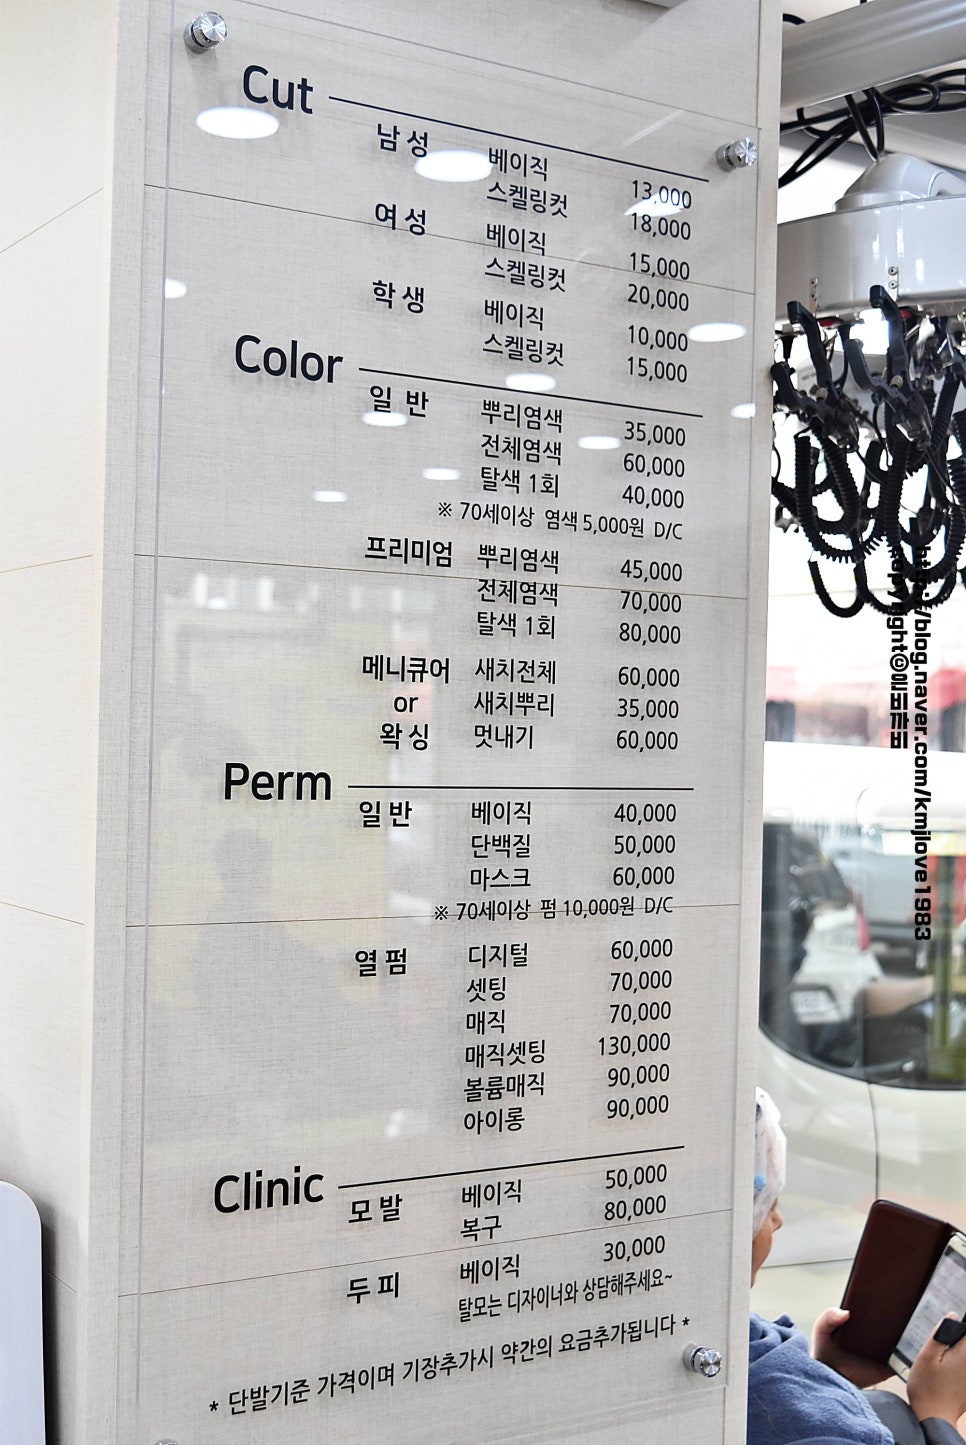 Cut
남성 베이직 13,000
스켈링컷 18,000
여성 베이직 15,000
스켈링컷 20,000
학생 베이직 10,000
스켈링컷 15,000
Color
일반 뿌리염색 35,000
전체염색 60,000
탈색 1회 40,000
※ 70세이상 염색 5,000원 D/C
프리미엄 뿌리염색 45,000
전체염색 70,000
탈색 1회 80,000
메니큐어 새치전체 60,000
or 새치뿌리 35,000
왁싱 멋내기 60,000
Perm
일반 베이직 40,000
단백질 50,000
마스크 60,000
※ 70세이상 펌 10,000원 D/C
열펌 디지털 60,000
셋팅 70,000
매직 70,000
매직셋팅 130,000
볼륨매직 90,000
아이롱 90,000
Clinic
모발 베이직 50,000
복구 80,000
두피 베이직 30,000
탈모는 디자이너와 상담해주세요~
* 단발기준 가격이며 기장추가시 약간의 요금추가됩니다 *
http://blog.naver.com/kmjlove1983